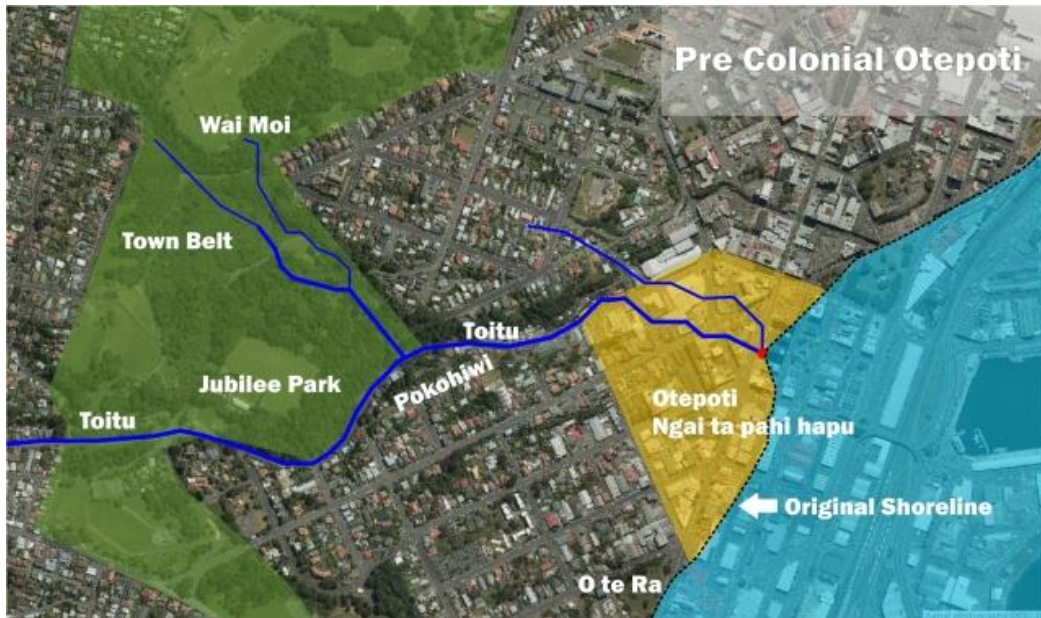 Pre Colonial Otepoti
Wai Moi
Town Belt
Toitu
Jubilee Park
Pokohiwi
Toitu
Otepoti
Ngai ta pahi hapu
Original Shoreline
O te Ra